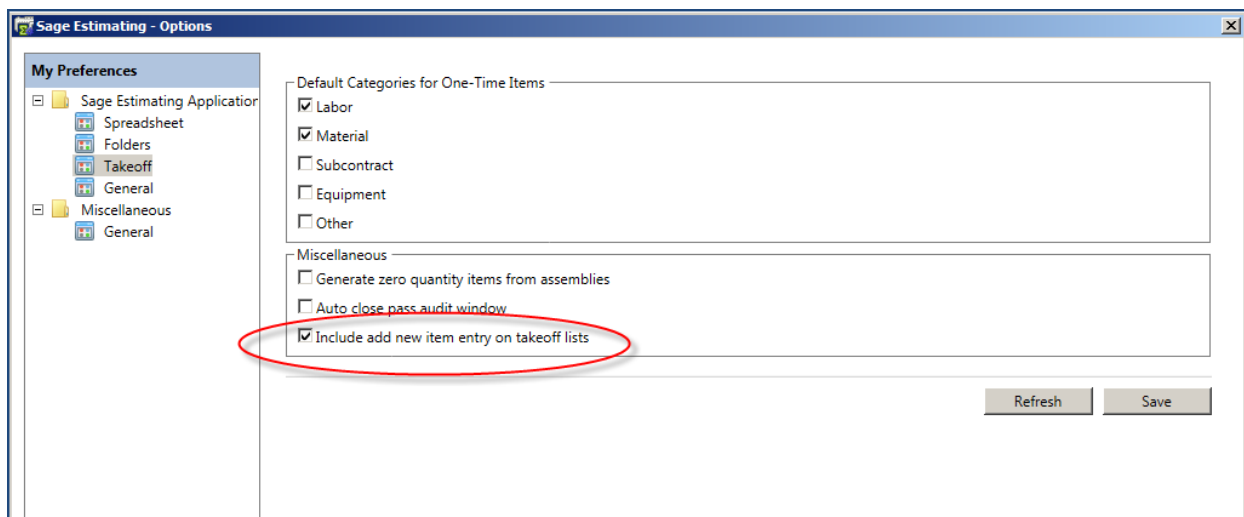 Sage Estimating - Options
My Preferences
Sage Estimating Application
Spreadsheet
Folders
Takeoff
General
Miscellaneous
General
Default Categories for One-Time Items
Labor
Material
Subcontract
Equipment
Other
Miscellaneous
Generate zero quantity items from assemblies
Auto close pass audit window
Include add new item entry on takeoff lists
Refresh Save